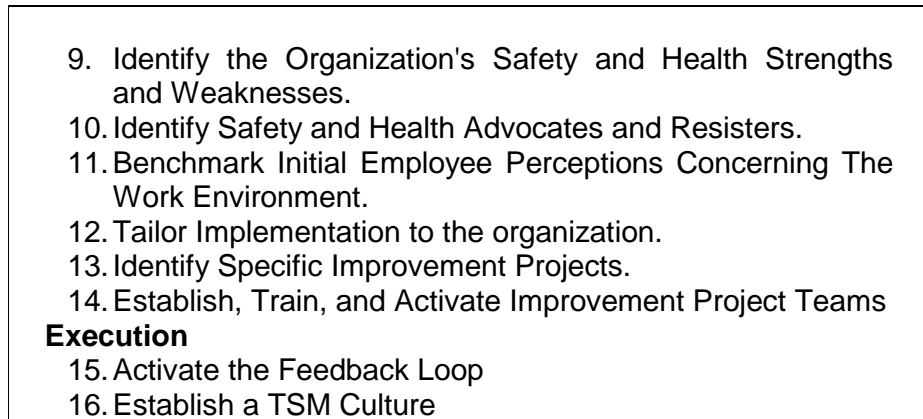 9. Identify the Organization's Safety and Health Strengths
and Weaknesses.
10. Identify Safety and Health Advocates and Resisters.
11. Benchmark Initial Employee Perceptions Concerning The
Work Environment.
12. Tailor Implementation to the organization.
13. Identify Specific Improvement Projects.
14. Establish, Train, and Activate Improvement Project Teams
Execution
15. Activate the Feedback Loop
16. Establish a TSM Culture